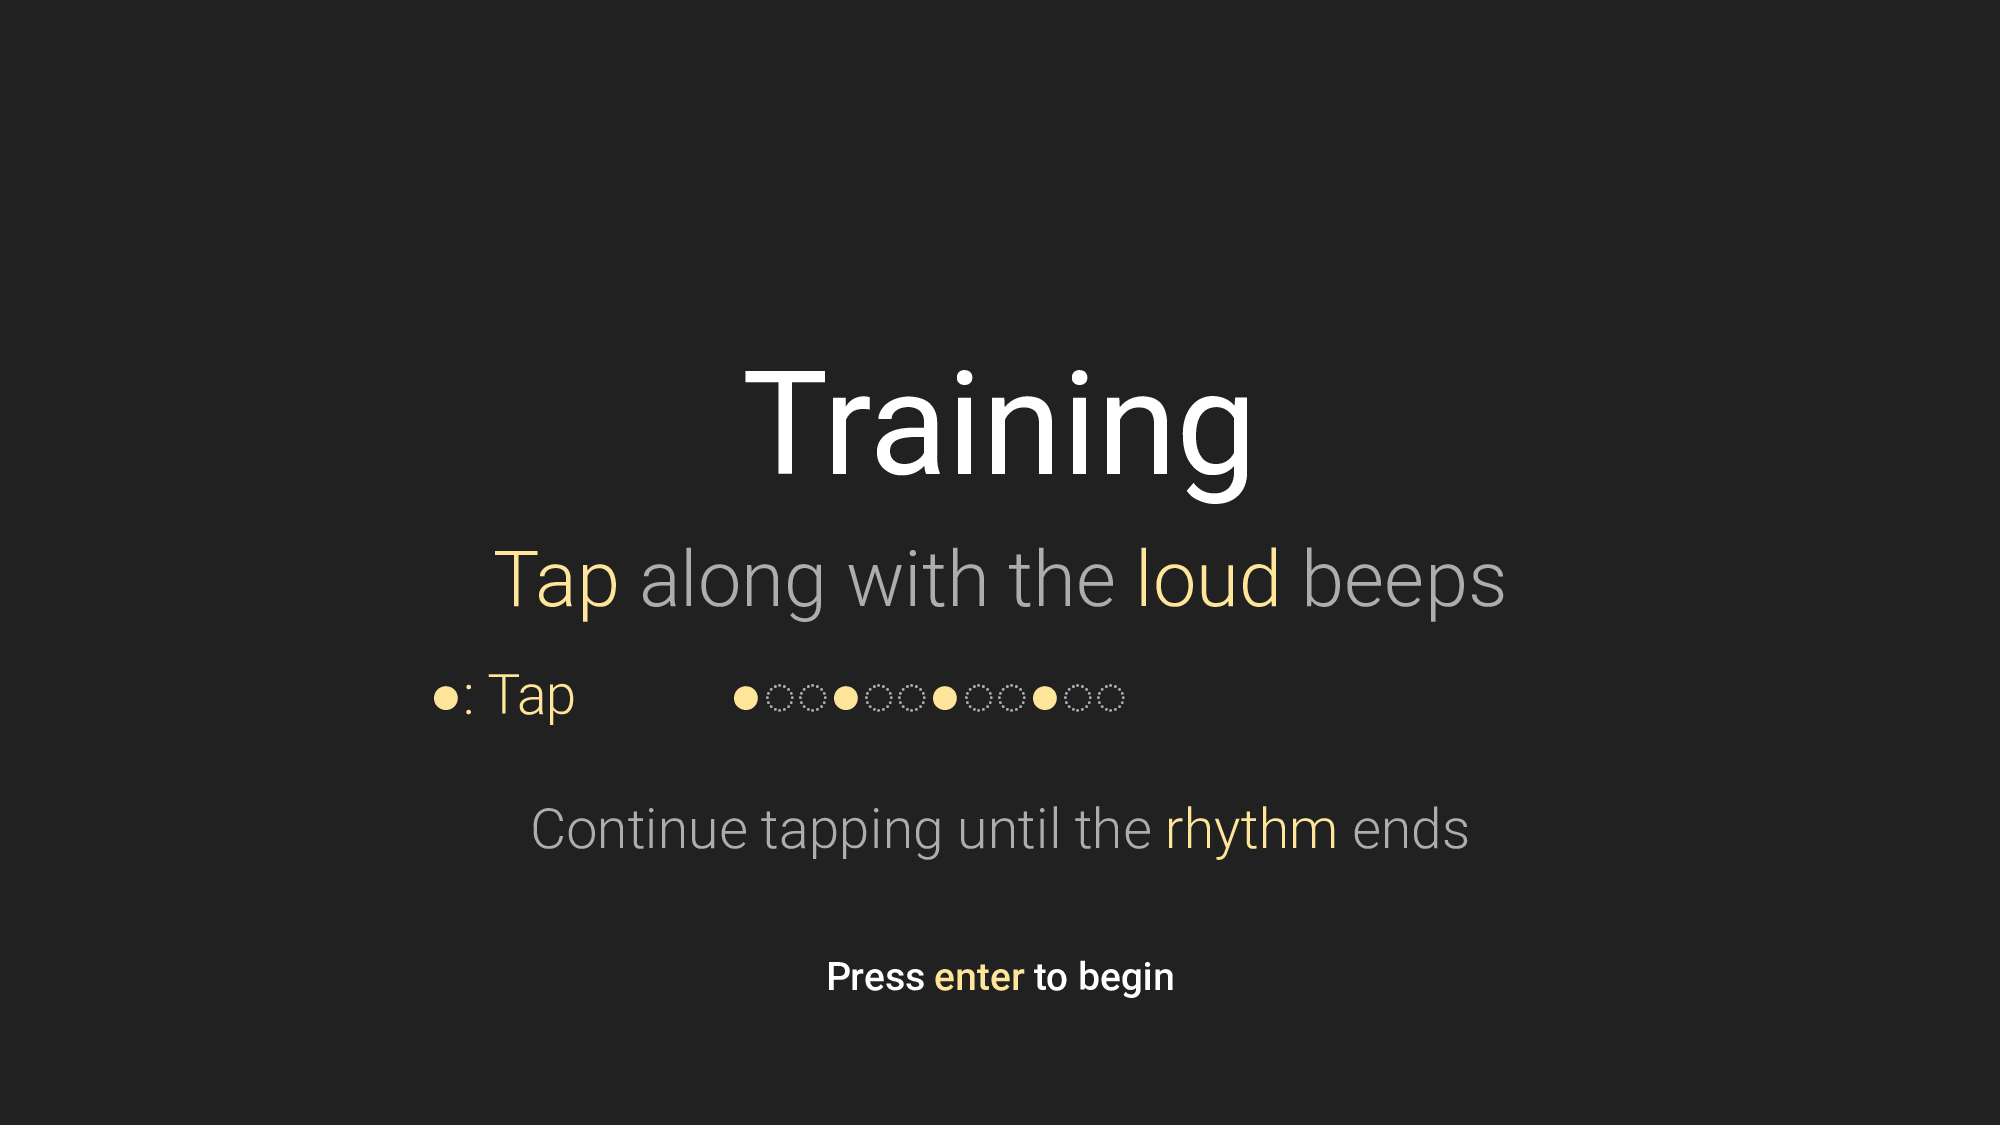 Training
Tap along with the loud beeps
●: Tap ●◌◌●◌◌●◌◌●◌◌
Continue tapping until the rhythm ends
Press enter to begin